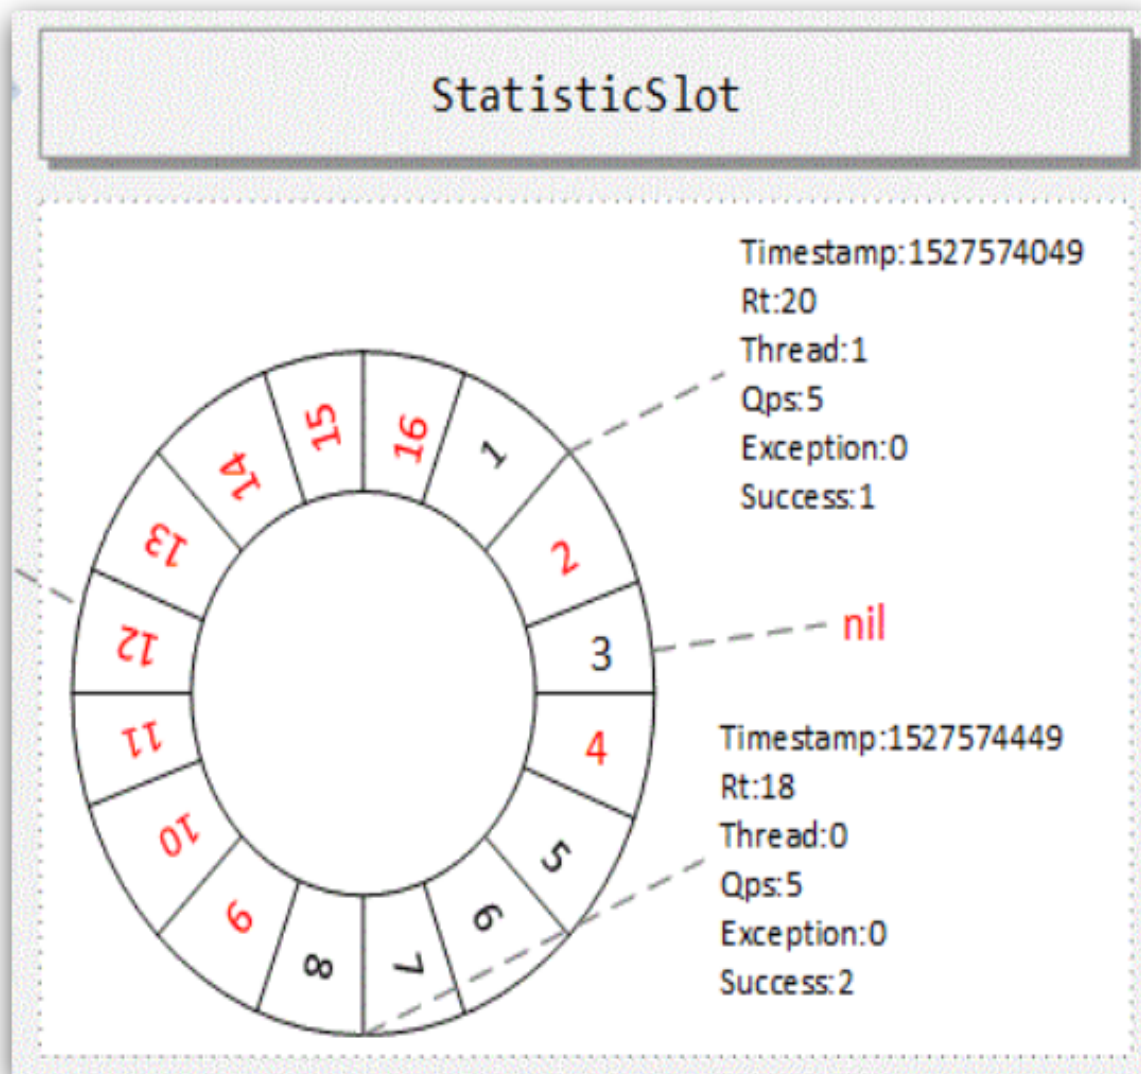 StatisticSlot
Timestamp:1527574049
Rt:20
Thread:1
Qps:5
Exception:0
Success:1
nil
Timestamp:1527574449
Rt:18
Thread:0
Qps:5
Exception:0
Success:2
1
2
3
4
5
6
7
8
9
10
11
12
13
14
15
16